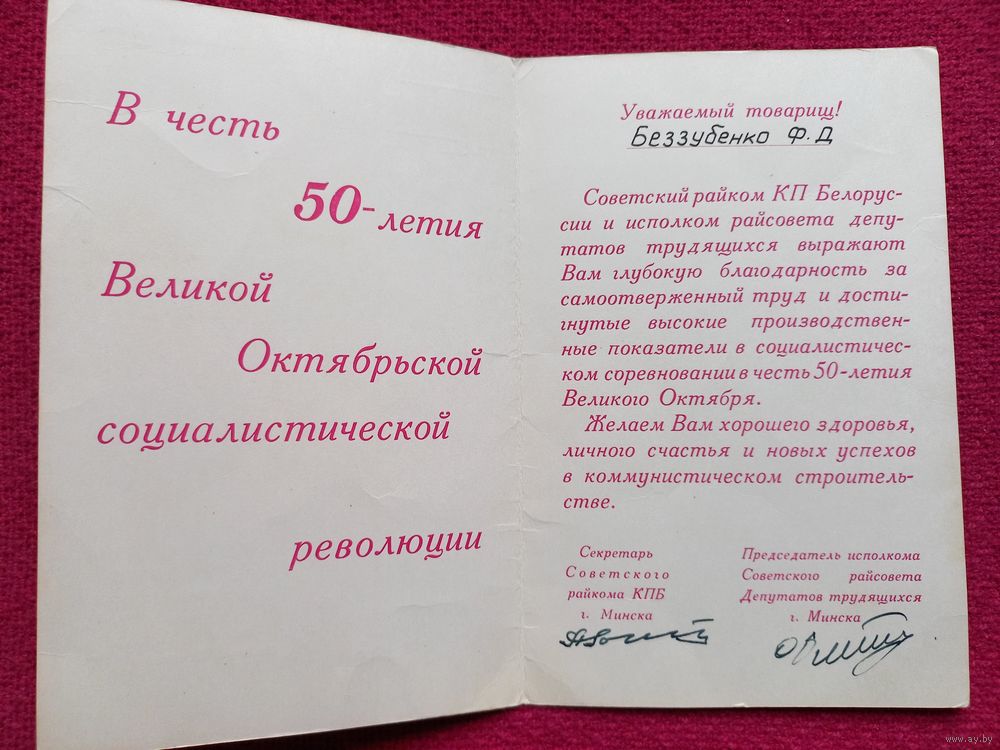 В честь
50-летия
Великой
Октябрьской
социалистической
революции
Уважаемый товарищ!
Беззубенко Ф.Д
Советский райком КП Белорус-
сии и исполком райсовета депу-
татов трудящихся выражают
Вам глубокую благодарность за
самоотверженный труд и дости-
гнутые высокие производствен-
ные показатели в социалистичес-
ком соревновании в честь 50-летия
Великого Октября.
Желаем Вам хорошего здоровья,
личного счастья и новых успехов
в коммунистическом строитель-
стве.
Секретарь
Советского
райкома КПБ
г. Минска
Председатель исполкома
Советского райсовета
Депутатов трудящихся
г. Минска
www.ay.by